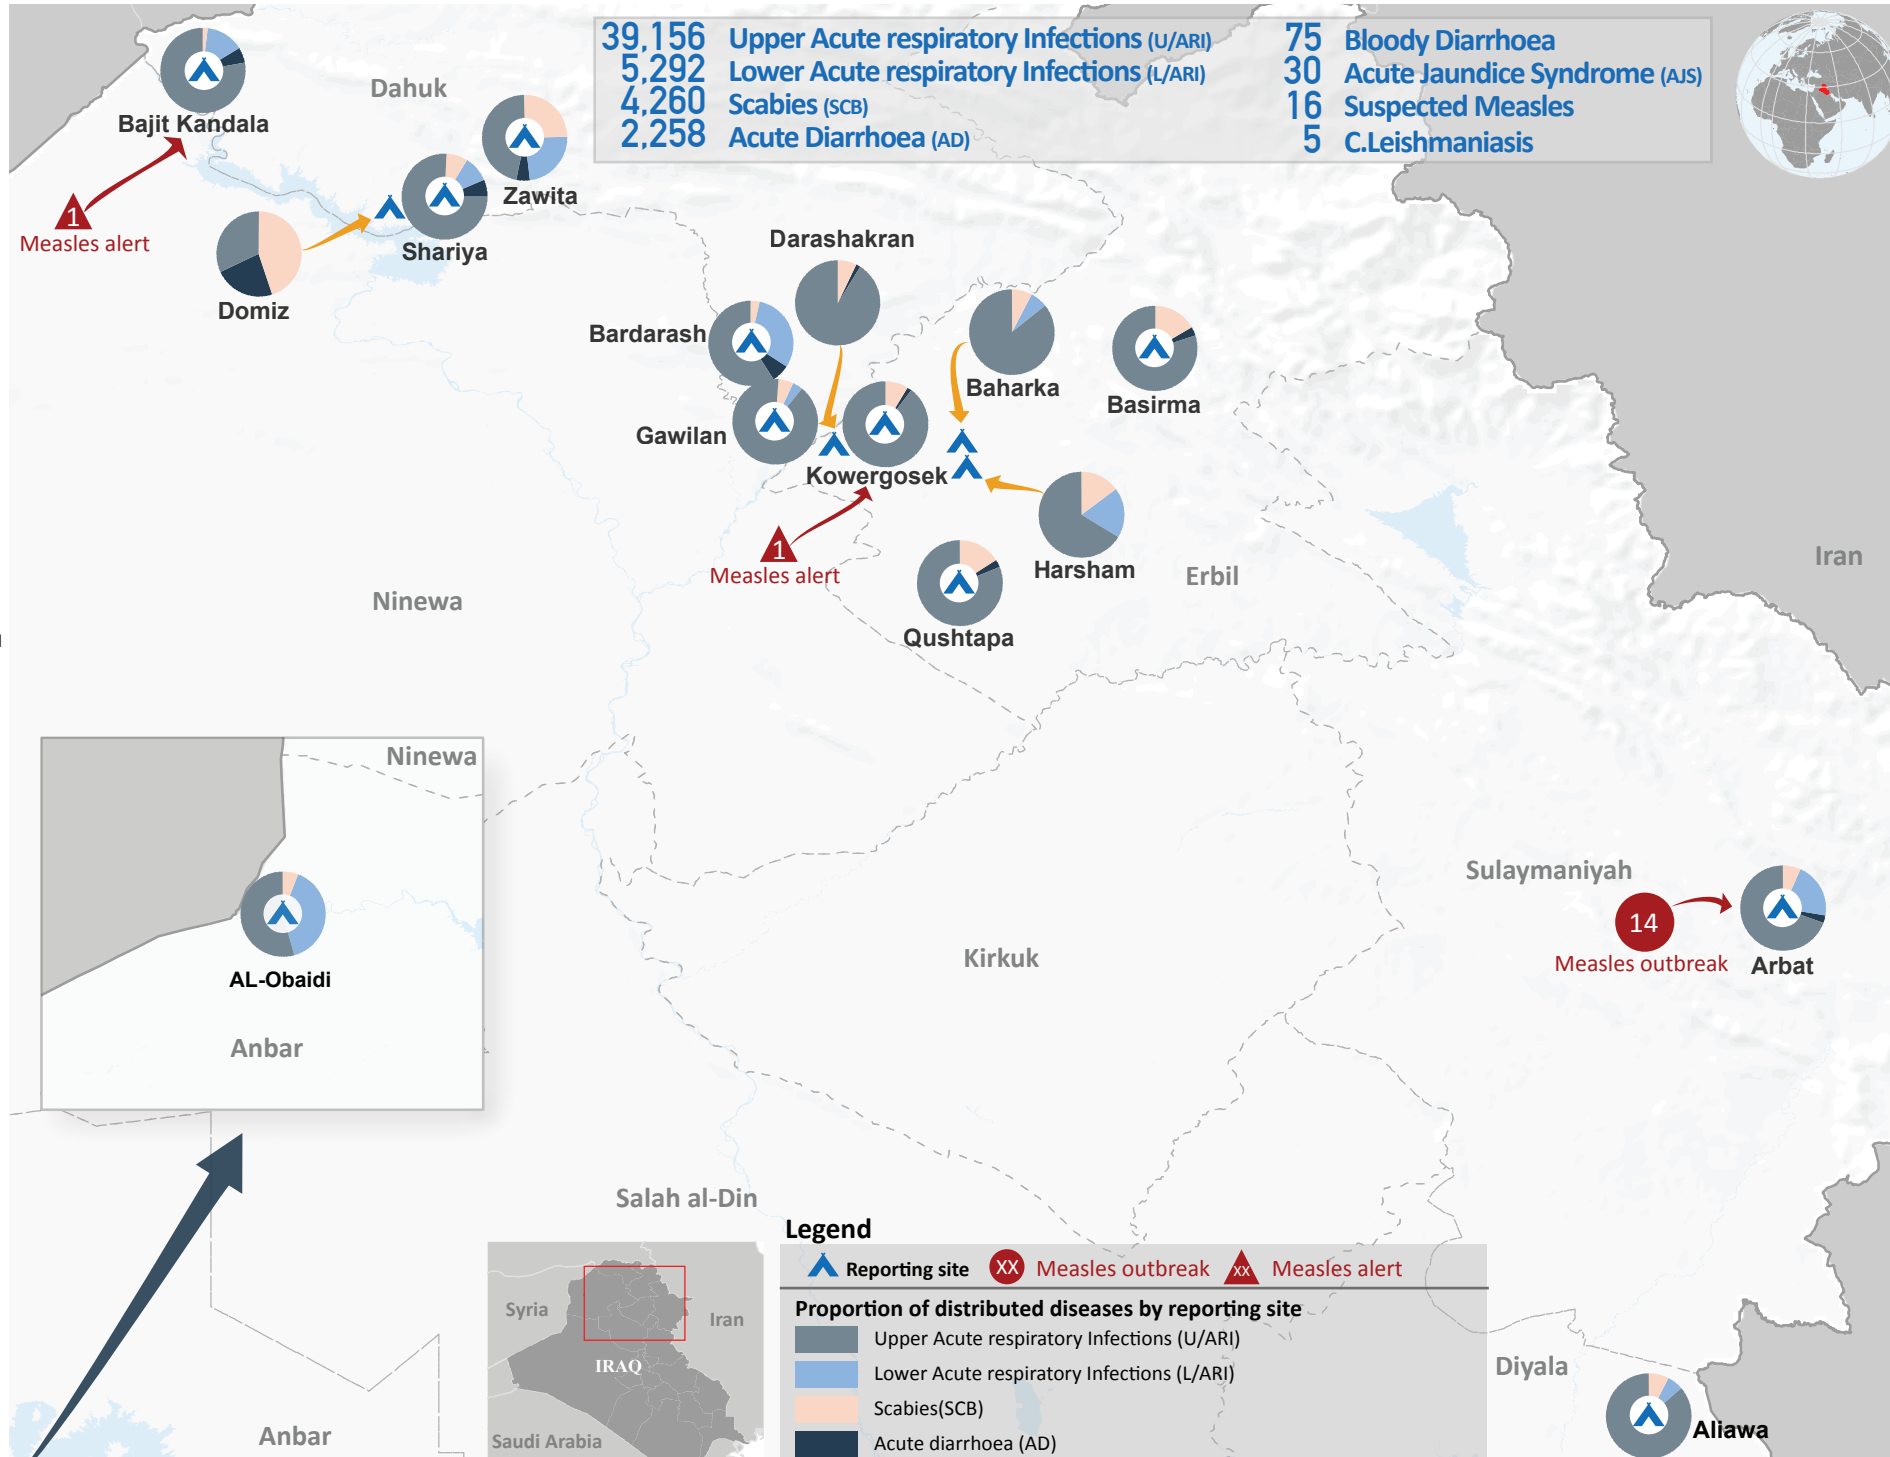 39,156 Upper Acute respiratory Infections (U/ARI)
5,292 Lower Acute respiratory Infections (L/ARI)
4,260 Scabies (SCB)
2,258 Acute Diarrhoea (AD)
75 Bloody Diarrhoea
30 Acute Jaundice Syndrome (AJS)
16 Suspected Measles
5 C.Leishmaniasis
Dahuk
Bajit Kandala
1
Measles alert
Zawita
Shariya
Domiz
Darashakran
Bardarash
Baharka
Basirma
Gawilan
Kowergosek
1
Measles alert
Harsham
Erbil
Iran
Qushtapa
Ninewa
Ninewa
AL-Obaidi
Anbar
Sulaymaniyah
14
Measles outbreak
Arbat
Kirkuk
Salah al-Din
Legend
Reporting site
XX Measles outbreak
XX Measles alert
Proportion of distributed diseases by reporting site
Upper Acute respiratory Infections (U/ARI)
Lower Acute respiratory Infections (L/ARI)
Scabies(SCB)
Acute diarrhoea (AD)
Syria
Iran
IRAQ
Saudi Arabia
Anbar
Diyala
Aliawa